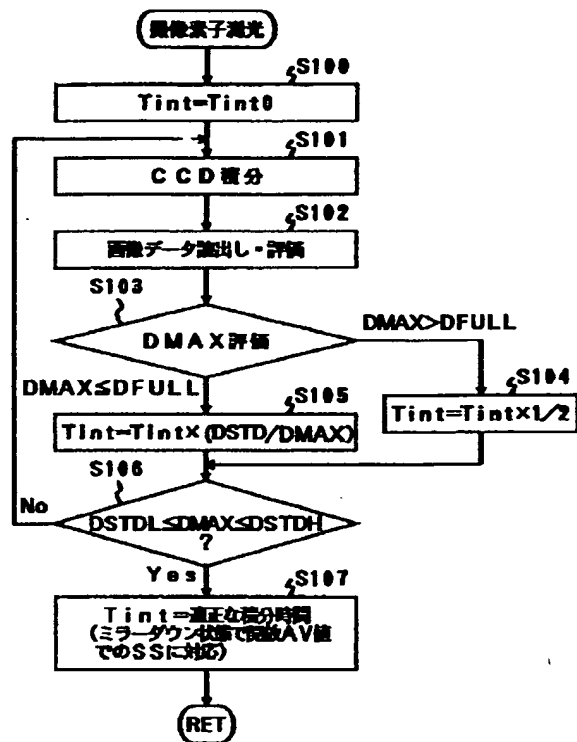 撮像素子測光
S100
Tint=Tint0
S101
CCD積分
S102
画像データ読出し・評価
S103
DMAX評価
DMAX>DFULL
DMAX≦DFULL
S104
Tint=Tint×1/2
S105
Tint=Tint×(DSTD/DMAX)
S106
DSTDL≦DMAX≦DSTDH
?
No
Yes
S107
Tint=適正な積分時間
(ミラーダウン状態で開放AV値
でのSSに対応)
RET